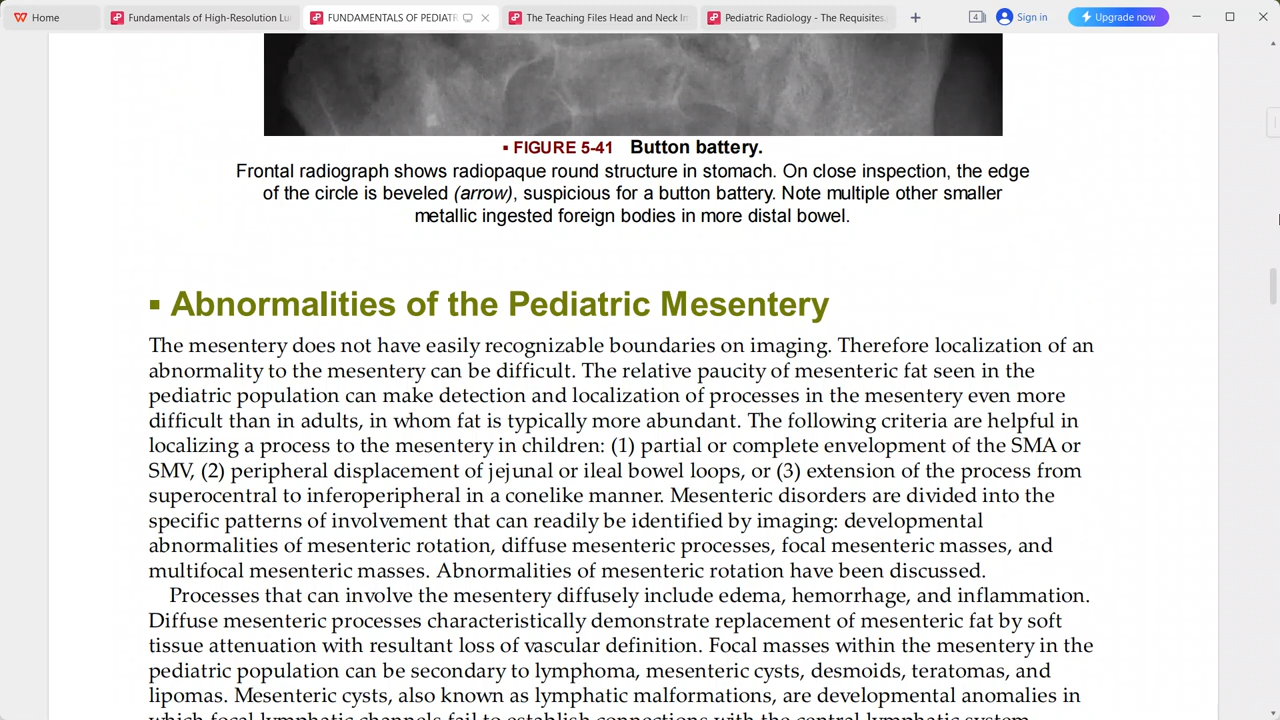 Home
Fundamentals of High-Resolution Lu
FUNDAMENTALS OF PEDIATR
The Teaching Files Head and Neck Im
Pediatric Radiology - The Requisites.
4
Sign in
Upgrade now
▪ FIGURE 5-41 Button battery.
Frontal radiograph shows radiopaque round structure in stomach. On close inspection, the edge
of the circle is beveled (arrow), suspicious for a button battery. Note multiple other smaller
metallic ingested foreign bodies in more distal bowel.
▪ Abnormalities of the Pediatric Mesentery
The mesentery does not have easily recognizable boundaries on imaging. Therefore localization of an
abnormality to the mesentery can be difficult. The relative paucity of mesenteric fat seen in the
pediatric population can make detection and localization of processes in the mesentery even more
difficult than in adults, in whom fat is typically more abundant. The following criteria are helpful in
localizing a process to the mesentery in children: (1) partial or complete envelopment of the SMA or
SMV, (2) peripheral displacement of jejunal or ileal bowel loops, or (3) extension of the process from
superocentral to inferoperipheral in a conelike manner. Mesenteric disorders are divided into the
specific patterns of involvement that can readily be identified by imaging: developmental
abnormalities of mesenteric rotation, diffuse mesenteric processes, focal mesenteric masses, and
multifocal mesenteric masses. Abnormalities of mesenteric rotation have been discussed.
Processes that can involve the mesentery diffusely include edema, hemorrhage, and inflammation.
Diffuse mesenteric processes characteristically demonstrate replacement of mesenteric fat by soft
tissue attenuation with resultant loss of vascular definition. Focal masses within the mesentery in the
pediatric population can be secondary to lymphoma, mesenteric cysts, desmoids, teratomas, and
lipomas. Mesenteric cysts, also known as lymphatic malformations, are developmental anomalies in
which focal lymphatic channels fail to establish connections with the central lymphatic system.